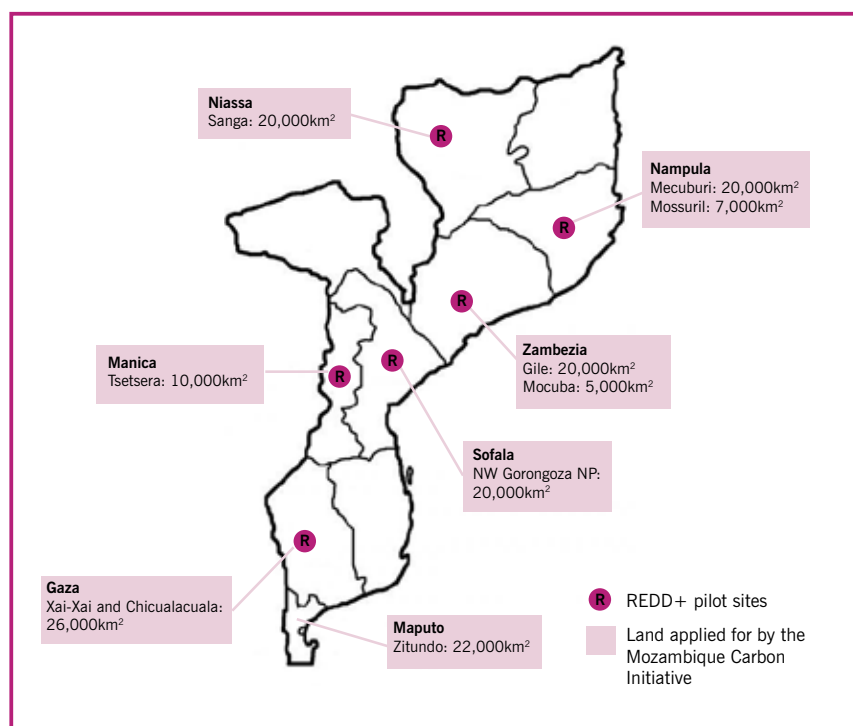 Niassa
Sanga: 20,000km²
R
Nampula
Mecuburi: 20,000km²
Mossuril: 7,000km²
R
R
Zambezia
Gile: 20,000km²
Mocuba: 5,000km²
Manica
Tsetsera: 10,000km²
R
R
Sofala
NW Gorongoza NP:
20,000km²
R
Gaza
Xai-Xai and Chicualacuala:
26,000km²
Maputo
Zitundo: 22,000km²
R REDD+ pilot sites
Land applied for by the
Mozambique Carbon
Initiative